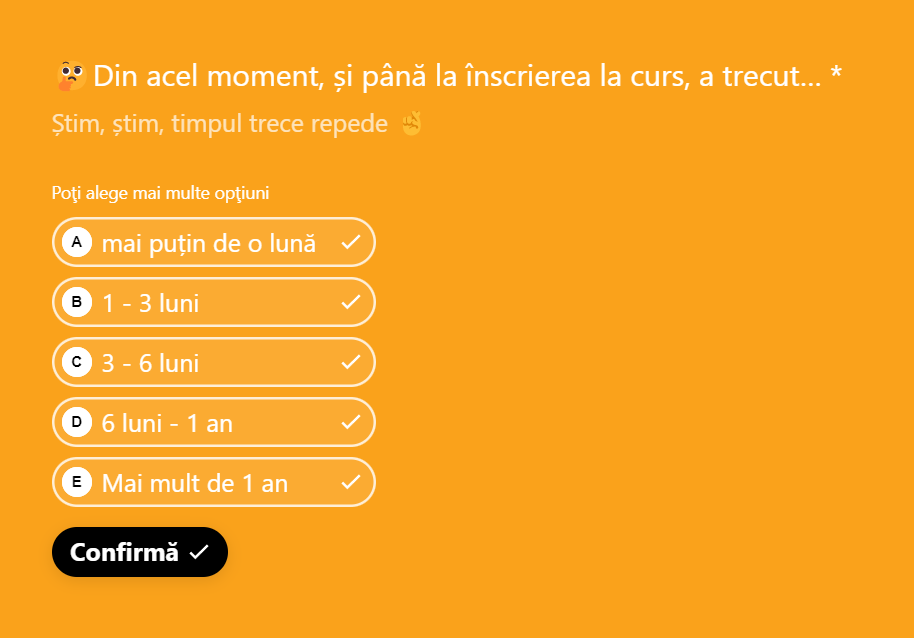 Din acel moment, și până la înscrierea la curs, a trecut... *
Știm, știm, timpul trece repede
Poţi alege mai multe opţiuni
A mai puțin de o lună
B 1 - 3 luni
C 3 - 6 luni
D 6 luni - 1 an
E Mai mult de 1 an
Confirmă